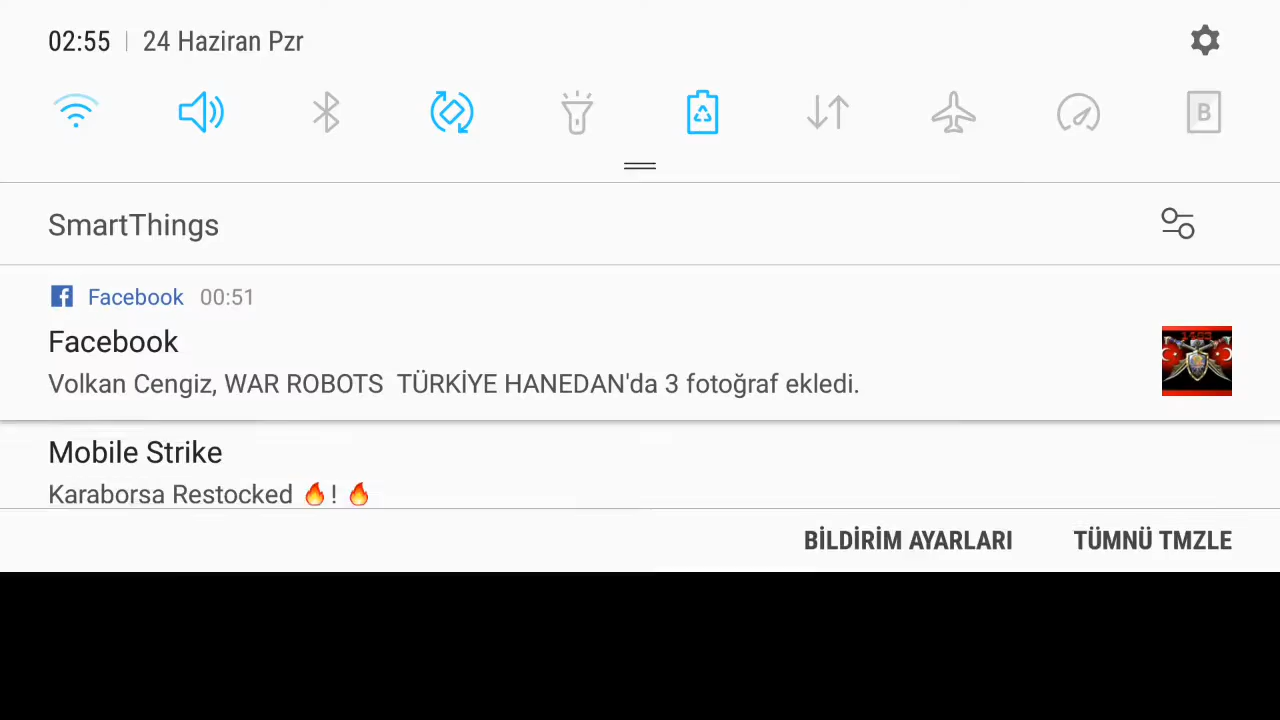 02:55 | 24 Haziran Pzr
B
SmartThings
Facebook 00:51
Facebook
Volkan Cengiz, WAR ROBOTS TÜRKİYE HANEDAN'da 3 fotoğraf ekledi.
Mobile Strike
Karaborsa Restocked 🔥! 🔥
BİLDİRİM AYARLARI TÜMNÜ TMZLE